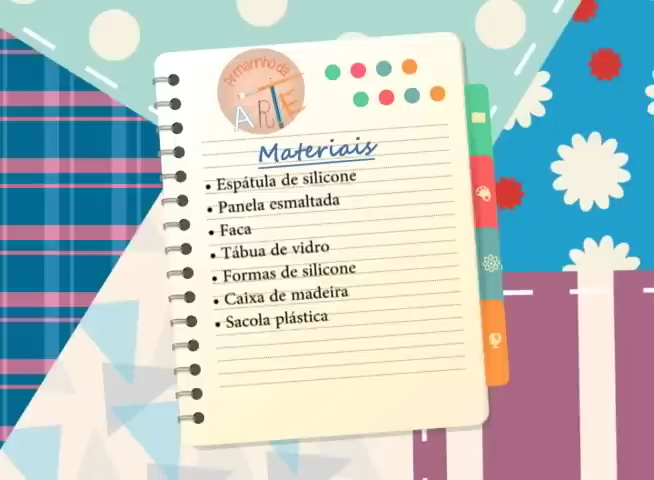 Armarinho da
ARTE
Materiais
• Espátula de silicone
• Panela esmaltada
• Faca
• Tábua de vidro
• Formas de silicone
• Caixa de madeira
• Sacola plástica